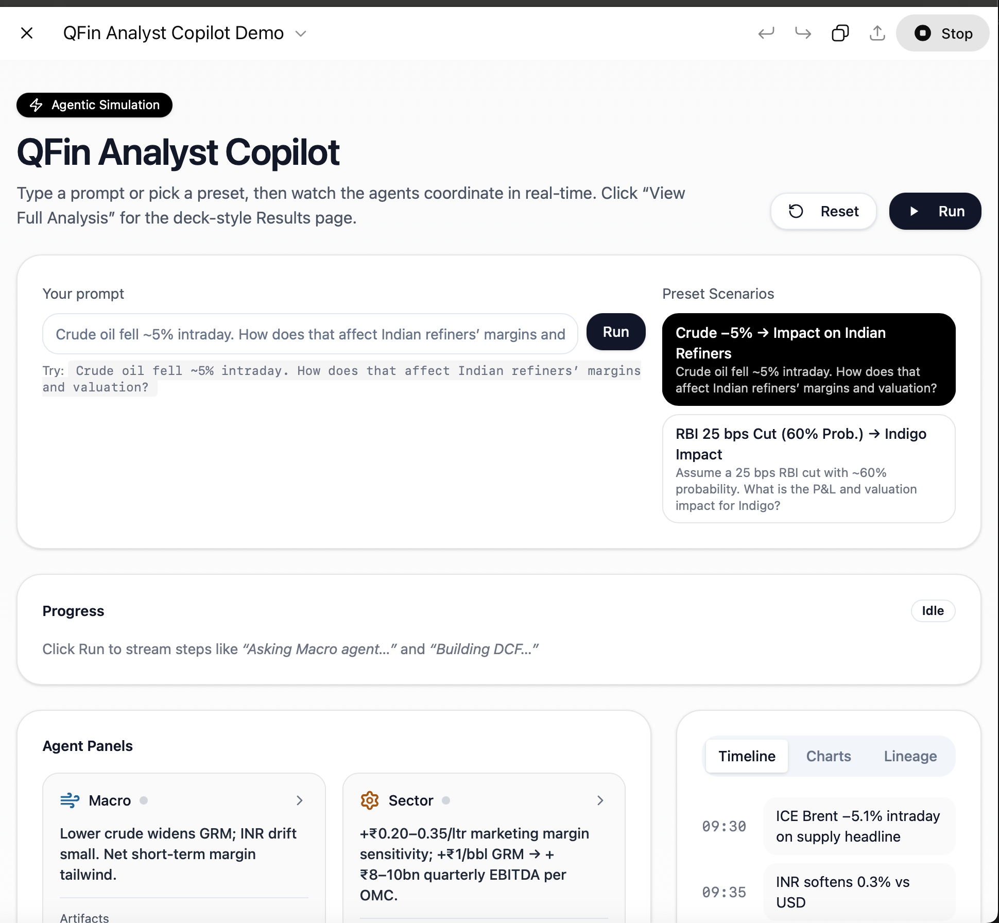 QFin Analyst Copilot Demo
Stop
Agentic Simulation
QFin Analyst Copilot
Type a prompt or pick a preset, then watch the agents coordinate in real-time. Click “View
Full Analysis” for the deck-style Results page.
Reset
Run
Your prompt
Crude oil fell ~5% intraday. How does that affect Indian refiners’ margins and
Run
Try: Crude oil fell ~5% intraday. How does that affect Indian refiners’ margins
and valuation?
Preset Scenarios
Crude –5% → Impact on Indian
Refiners
Crude oil fell ~5% intraday. How does that
affect Indian refiners’ margins and valuation?
RBI 25 bps Cut (60% Prob.) → Indigo
Impact
Assume a 25 bps RBI cut with ~60%
probability. What is the P&L and valuation
impact for Indigo?
Progress
Idle
Click Run to stream steps like “Asking Macro agent…” and “Building DCF…”
Agent Panels
Macro
Lower crude widens GRM; INR drift
small. Net short-term margin
tailwind.
Artifacts
Sector
+₹0.20–0.35/ltr marketing margin
sensitivity; +₹1/bbl GRM → +
₹8–10bn quarterly EBITDA per
OMC.
Timeline
Charts
Lineage
09:30
ICE Brent –5.1% intraday
on supply headline
09:35
INR softens 0.3% vs
USD